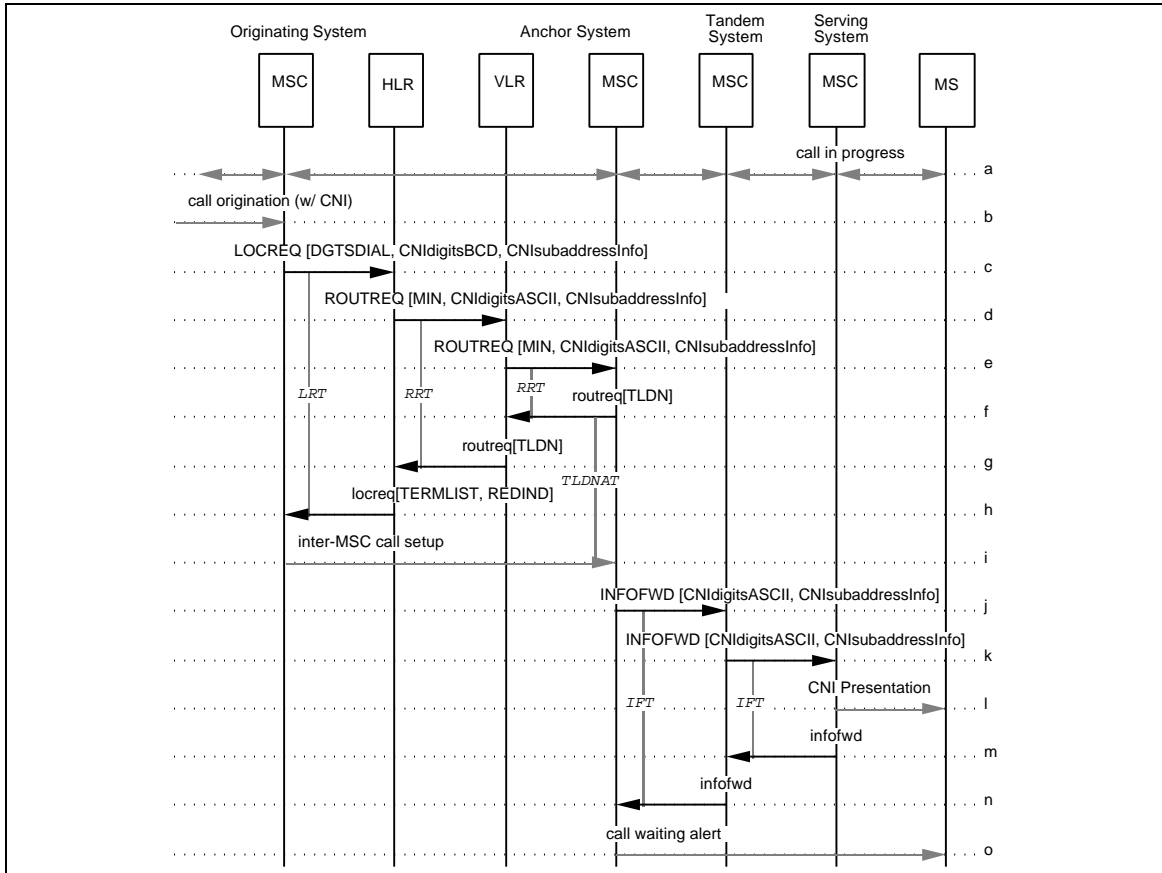 Originating System
Anchor System
Tandem
System
Serving
System
MSC
HLR
VLR
MSC
MSC
MSC
MS
call in progress
a
call origination (w/ CNI)
b
LOCREQ [DGTSDIAL, CNIdigitsBCD, CNIsubaddressInfo]
c
ROUTREQ [MIN, CNIdigitsASCII, CNIsubaddressInfo]
d
ROUTREQ [MIN, CNIdigitsASCII, CNIsubaddressInfo]
e
LRT
RRT
RRT
routreq[TLDN]
f
routreq[TLDN]
g
TLDNAT
locreq[TERMLIST, REDIND]
h
inter-MSC call setup
i
INFOFWD [CNIdigitsASCII, CNIsubaddressInfo]
j
INFOFWD [CNIdigitsASCII, CNIsubaddressInfo]
k
CNI Presentation
IFT
IFT
l
infofwd
m
infofwd
n
call waiting alert
o